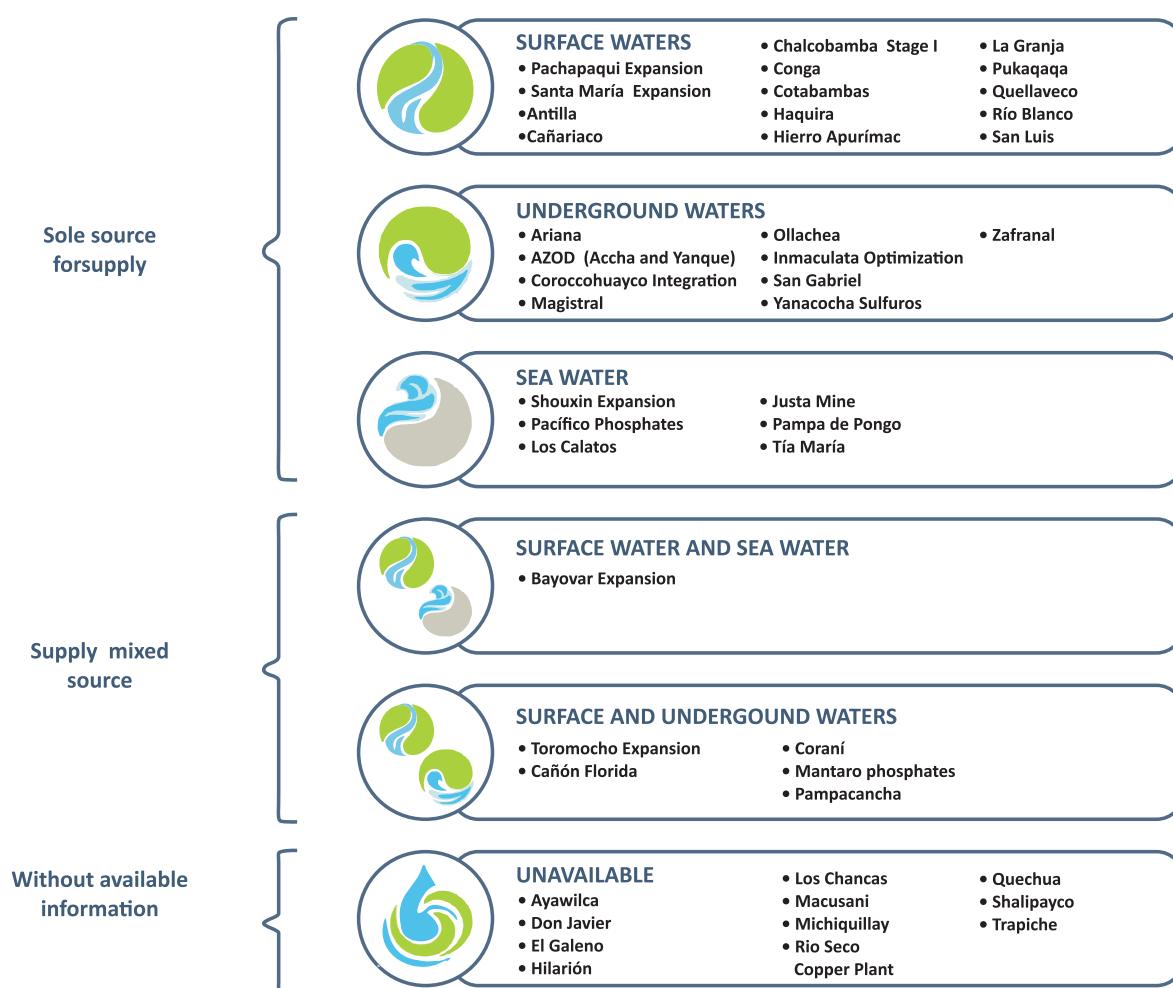 Sole source
forsupply
SURFACE WATERS
• Pachapaqui Expansion
• Santa María Expansion
•Antilla
•Cañariaco
• Chalcobamba Stage I
• Conga
• Cotabambas
• Haquira
• Hierro Apurímac
• La Granja
• Pukaqaqa
• Quellaveco
• Río Blanco
• San Luis
UNDERGROUND WATERS
• Ariana
• AZOD (Accha and Yanque)
• Coroccohuayco Integration
• Magistral
• Ollachea
• Inmaculata Optimization
• San Gabriel
• Yanacocha Sulfuros
• Zafranal
SEA WATER
• Shouxin Expansion
• Pacífico Phosphates
• Los Calatos
• Justa Mine
• Pampa de Pongo
• Tía María
Supply mixed
source
SURFACE WATER AND SEA WATER
• Bayovar Expansion
SURFACE AND UNDERGOUND WATERS
• Toromocho Expansion
• Cañón Florida
• Coraní
• Mantaro phosphates
• Pampacancha
Without available
information
UNAVAILABLE
• Ayawilca
• Don Javier
• El Galeno
• Hilarión
• Los Chancas
• Macusani
• Michiquillay
• Rio Seco
Copper Plant
• Quechua
• Shalipayco
• Trapiche